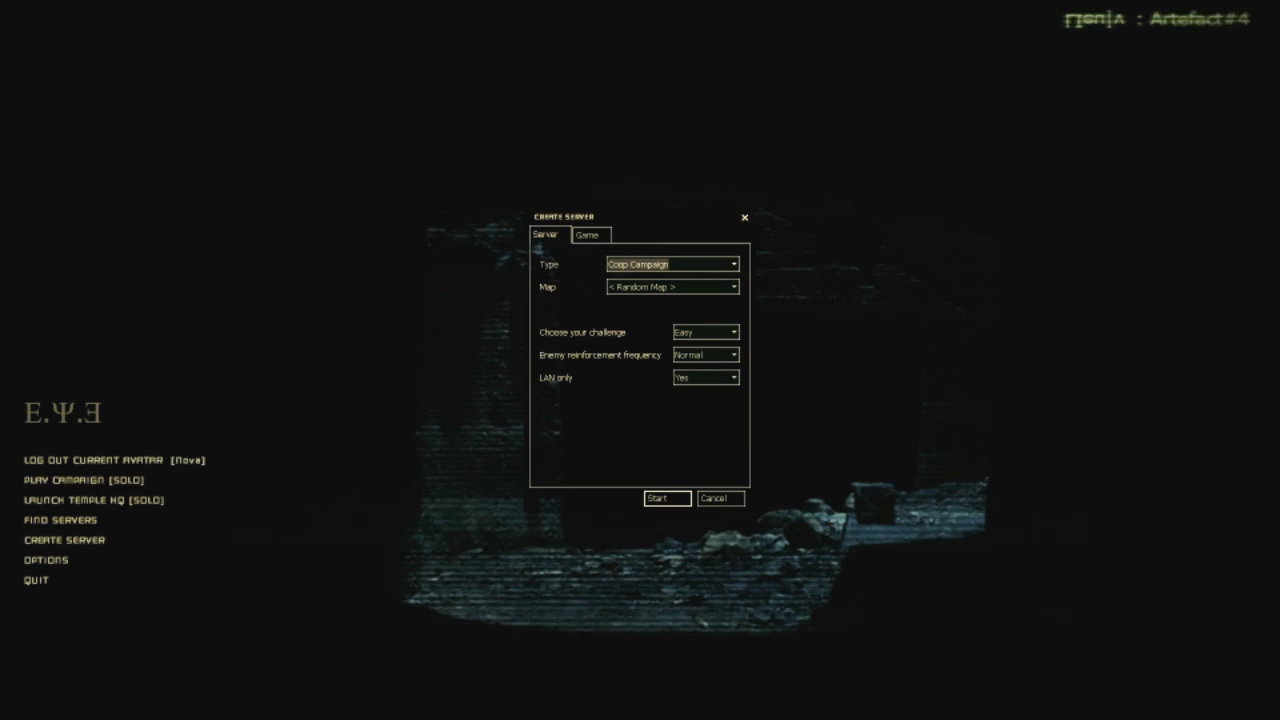 : Artefact#4
CREATE SERVER
Server Game
Type Coop Campaign
Map < Random Map >
Choose your challenge Easy
Enemy reinforcement frequency Normal
LAN only Yes
Start Cancel
E.Ψ.Ǝ
LOG OUT CURRENT AVATAR [Nova]
PLAY CAMPAIGN [SOLO]
LAUNCH TEMPLE HQ [SOLO]
FIND SERVERS
CREATE SERVER
OPTIONS
QUIT